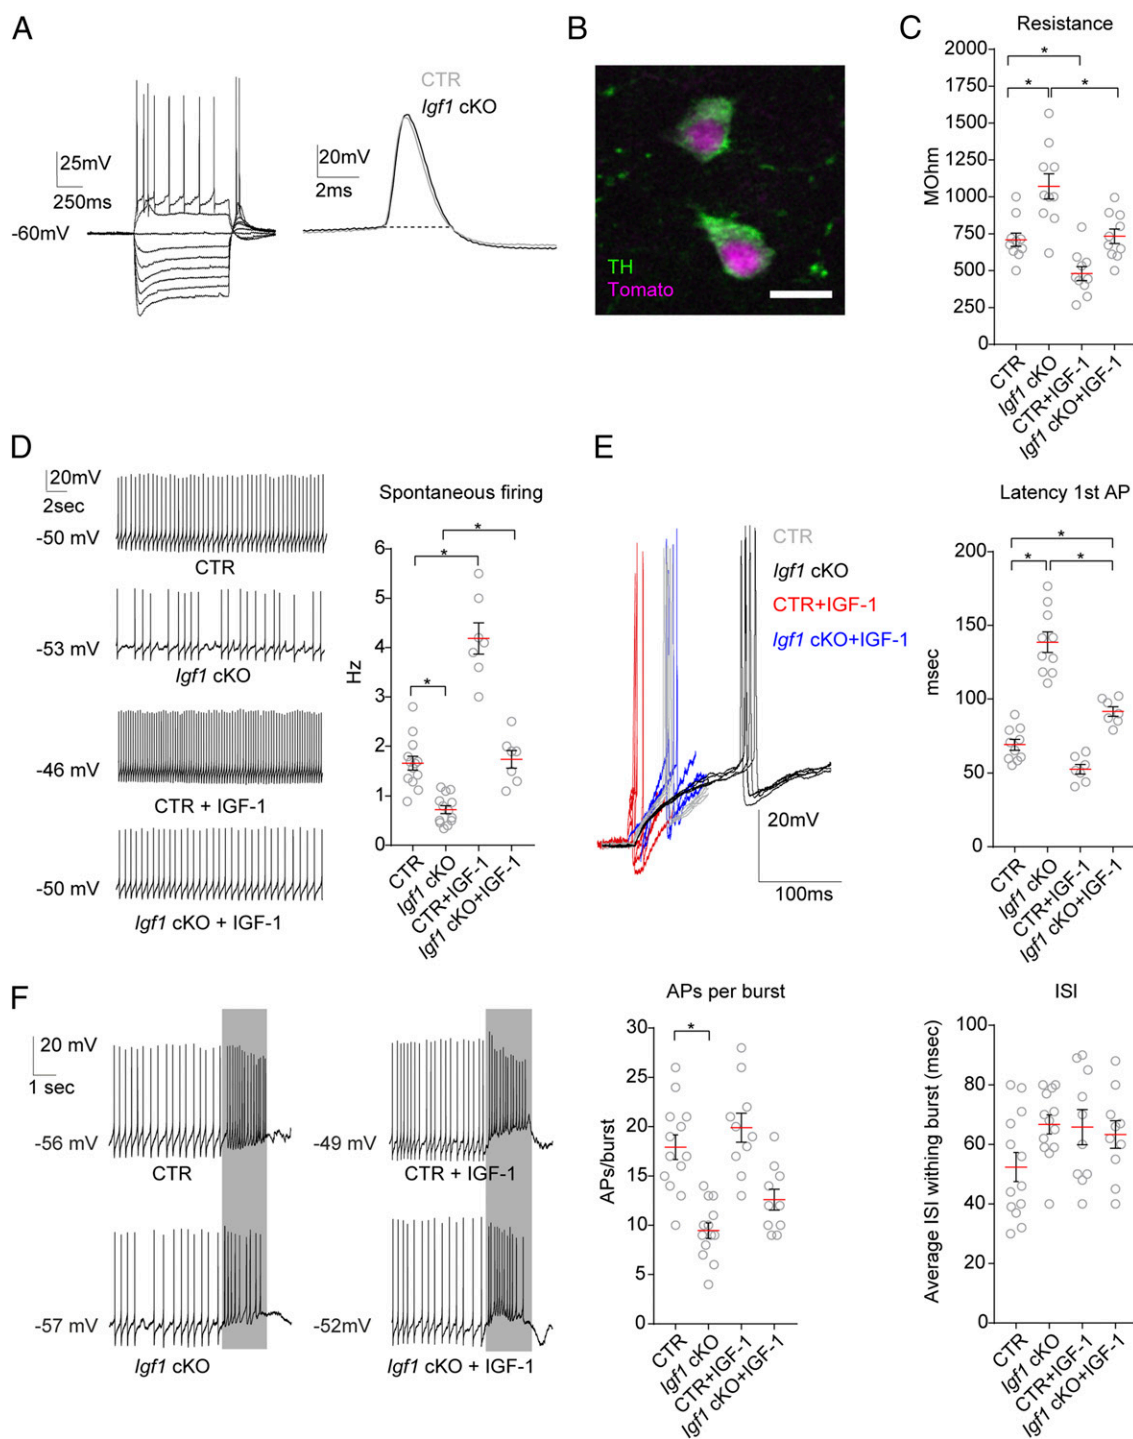 A
25mV
250ms
-60mV
CTR
Igf1 cKO
20mV
2ms
B
TH
Tomato
C
Resistance
2000
1750
1500
1250
1000
750
500
250
0
MOhm
* * *
CTR
Igf1 cKO
CTR+IGF-1
Igf1 cKO+IGF-1
D
20mV
2sec
-50 mV
CTR
-53 mV
Igf1 cKO
-46 mV
CTR + IGF-1
-50 mV
Igf1 cKO + IGF-1
Spontaneous firing
6
5
4
3
2
1
0
Hz
* * *
CTR
Igf1 cKO
CTR+IGF-1
Igf1 cKO+IGF-1
E
CTR
Igf1 cKO
CTR+IGF-1
Igf1 cKO+IGF-1
20mV
100ms
Latency 1st AP
200
150
100
50
0
msec
* * *
CTR
Igf1 cKO
CTR+IGF-1
Igf1 cKO+IGF-1
F
20 mV
1 sec
-56 mV
CTR
-49 mV
CTR + IGF-1
-57 mV
Igf1 cKO
-52mV
Igf1 cKO + IGF-1
APs per burst
30
25
20
15
10
5
0
APs/burst
*
CTR
Igf1 cKO
CTR+IGF-1
Igf1 cKO+IGF-1
ISI
100
80
60
40
20
0
Average ISI withing burst (msec)
CTR
Igf1 cKO
CTR+IGF-1
Igf1 cKO+IGF-1